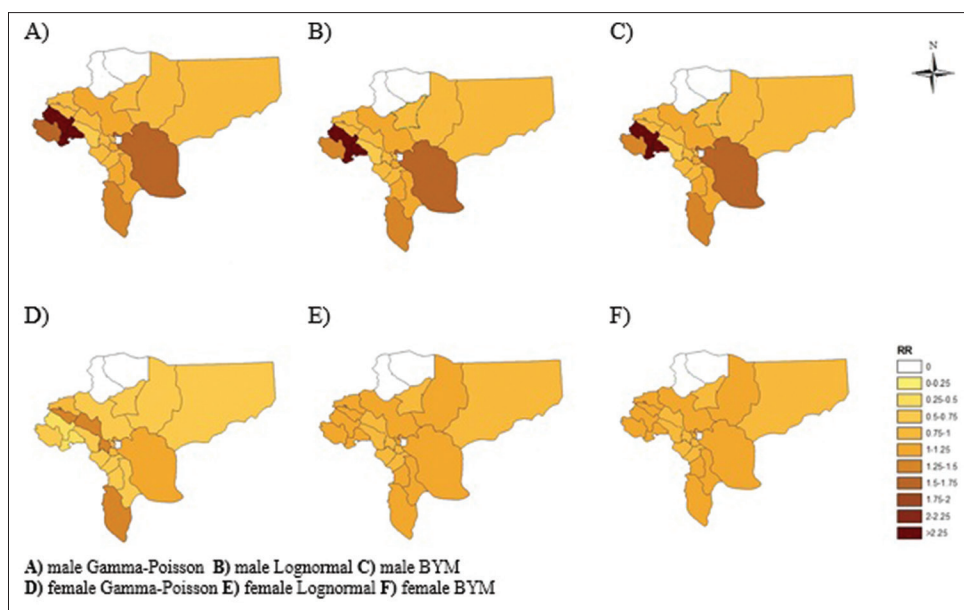 A)
B)
C)
N
D)
E)
F)
RR
0
0-0.25
0.25-0.5
0.5-0.75
0.75-1
1-1.25
1.25-1.5
1.5-1.75
1.75-2
2-2.25
>2.25
A) male Gamma-Poisson B) male Lognormal C) male BYM
D) female Gamma-Poisson E) female Lognormal F) female BYM